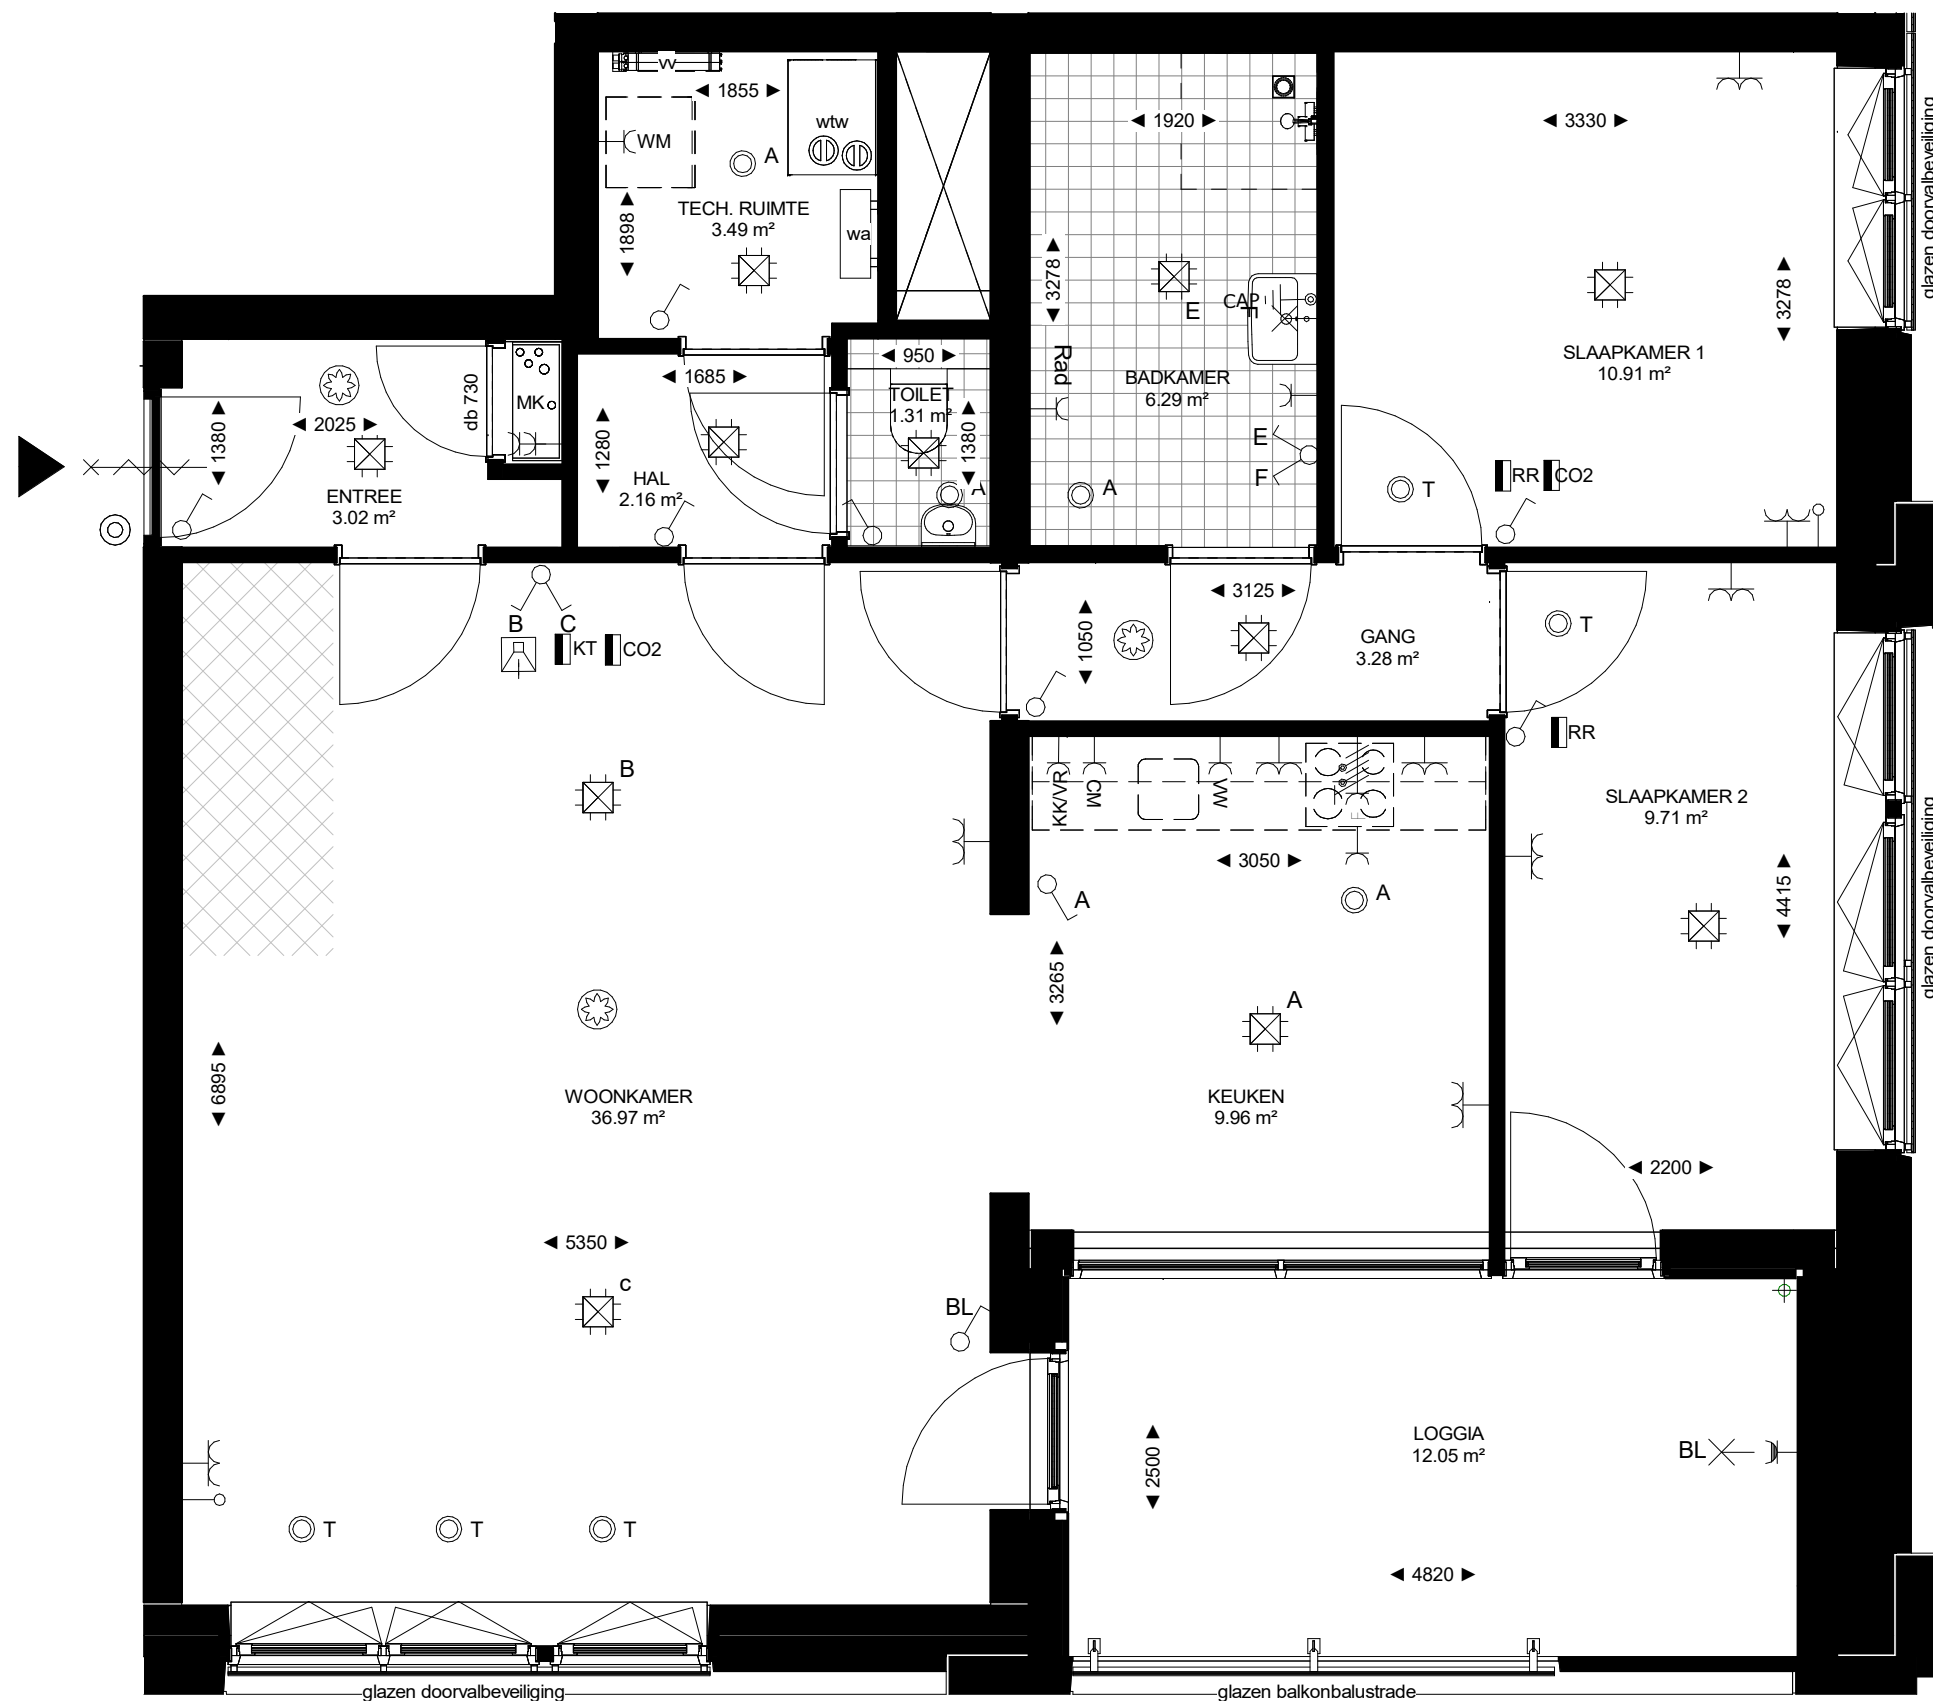 vv
1855
wtw
WM
A
TECH. RUIMTE
3.49 m²
1898
wa
1920
3278
E
CAP
F
Rad
BADKAMER
6.29 m²
E
F
A
3330
glazen doorvalbeveiliging
3278
SLAAPKAMER 1
10.91 m²
RR
CO2
T
1380
2025
db 730
MK
ENTREE
3.02 m²
1685
1280
HAL
2.16 m²
950
TOILET
1.31 m²
1380
A
B
C
KT
CO2
1050
3125
GANG
3.28 m²
T
RR
B
KK/VR
CM
VW
3050
A
A
3265
A
SLAAPKAMER 2
9.71 m²
4415
glazen doorvalbeveiliging
6895
WOONKAMER
36.97 m²
KEUKEN
9.96 m²
2200
5350
c
BL
LOGGIA
12.05 m²
BL
2500
T
T
T
4820
glazen doorvalbeveiliging
glazen balkonbalustrade